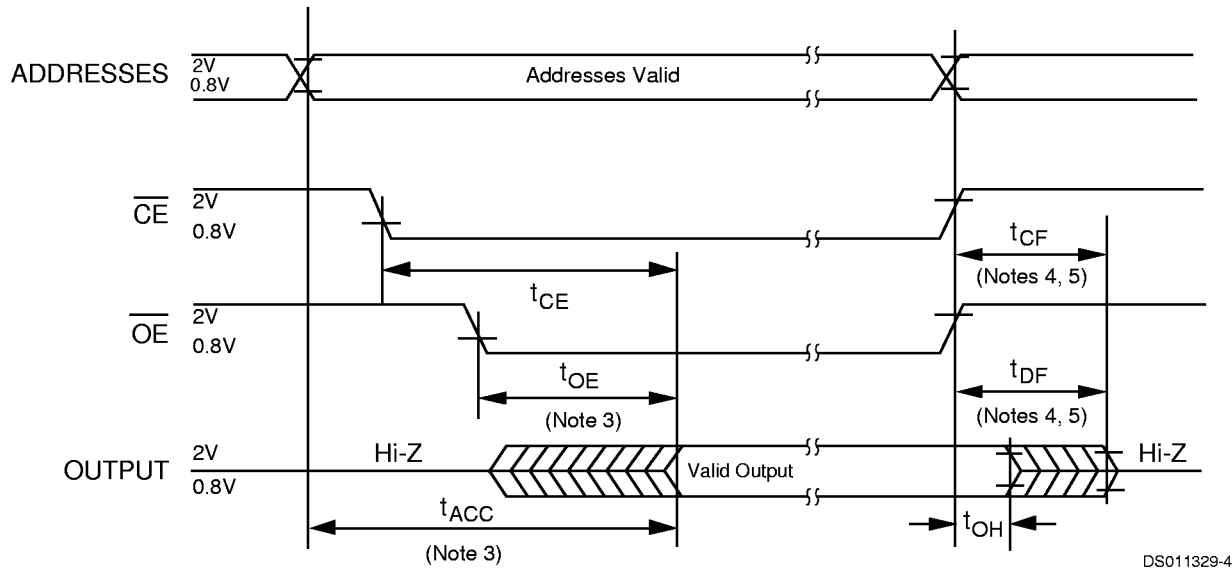 ADDRESSES 2V 0.8V Addresses Valid
CE 2V 0.8V
tCF
(Notes 4, 5)
tCE
OE 2V 0.8V
tOE
(Note 3)
tDF
(Notes 4, 5)
OUTPUT 2V 0.8V Hi-Z Valid Output Hi-Z
tACC
(Note 3)
tOH
DS011329-4